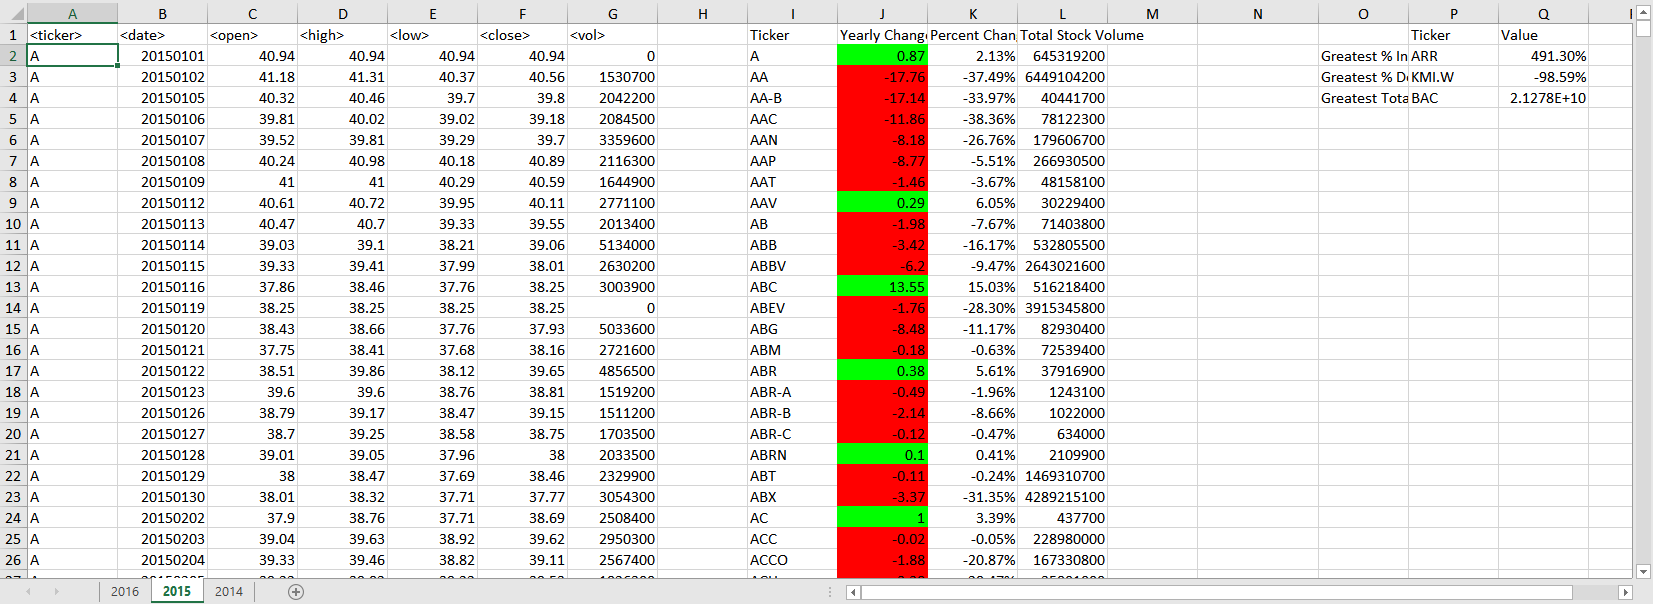 A B C D E F G H I J K L M N O P Q
1 <ticker> <date> <open> <high> <low> <close> <vol> Ticker Yearly Change Percent Chan Total Stock Volume Ticker Value
2 A 20150101 40.94 40.94 40.94 40.94 0 A 0.87 2.13% 645319200 Greatest % In ARR 491.30%
3 A 20150102 41.18 41.31 40.37 40.56 1530700 AA -17.76 -37.49% 6449104200 Greatest % De KMI.W -98.59%
4 A 20150105 40.32 40.46 39.7 39.8 2042200 AA-B -17.14 -33.97% 40441700 Greatest Tota BAC 2.1278E+10
5 A 20150106 39.81 40.02 39.02 39.18 2084500 AAC -11.86 -38.36% 78122300
6 A 20150107 39.52 39.81 39.29 39.7 3359600 AAN -8.18 -26.76% 179606700
7 A 20150108 40.24 40.98 40.18 40.89 2116300 AAP -8.77 -5.51% 266930500
8 A 20150109 41 41 40.29 40.59 1644900 AAT -1.46 -3.67% 48158100
9 A 20150112 40.61 40.72 39.95 40.11 2771100 AAV 0.29 6.05% 30229400
10 A 20150113 40.47 40.7 39.33 39.55 2013400 AB -1.98 -7.67% 71403800
11 A 20150114 39.03 39.1 38.21 39.06 5134000 ABB -3.42 -16.17% 532805500
12 A 20150115 39.33 39.41 37.99 38.01 2630200 ABBV -6.2 -9.47% 2643021600
13 A 20150116 37.86 38.46 37.76 38.25 3003900 ABC 13.55 15.03% 516218400
14 A 20150119 38.25 38.25 38.25 38.25 0 ABEV -1.76 -28.30% 3915345800
15 A 20150120 38.43 38.66 37.76 37.93 5033600 ABG -8.48 -11.17% 82930400
16 A 20150121 37.75 38.41 37.68 38.16 2721600 ABM -0.18 -0.63% 72539400
17 A 20150122 38.51 39.86 38.12 39.65 4856500 ABR 0.38 5.61% 37916900
18 A 20150123 39.6 39.6 38.76 38.81 1519200 ABR-A -0.49 -1.96% 1243100
19 A 20150126 38.79 39.17 38.47 39.15 1511200 ABR-B -2.14 -8.66% 1022000
20 A 20150127 38.7 39.25 38.58 38.75 1703500 ABR-C -0.12 -0.47% 634000
21 A 20150128 39.01 39.05 37.96 38 2033500 ABRN 0.1 0.41% 2109900
22 A 20150129 38 38.47 37.69 38.46 2329900 ABT -0.11 -0.24% 1469310700
23 A 20150130 38.01 38.32 37.71 37.77 3054300 ABX -3.37 -31.35% 4289215100
24 A 20150202 37.9 38.76 37.71 38.69 2508400 AC 1 3.39% 437700
25 A 20150203 39.04 39.63 38.92 39.62 2950300 ACC -0.02 -0.05% 228980000
26 A 20150204 39.33 39.46 38.82 39.11 2567400 ACCO -1.88 -20.87% 167330800
2016 2015 2014